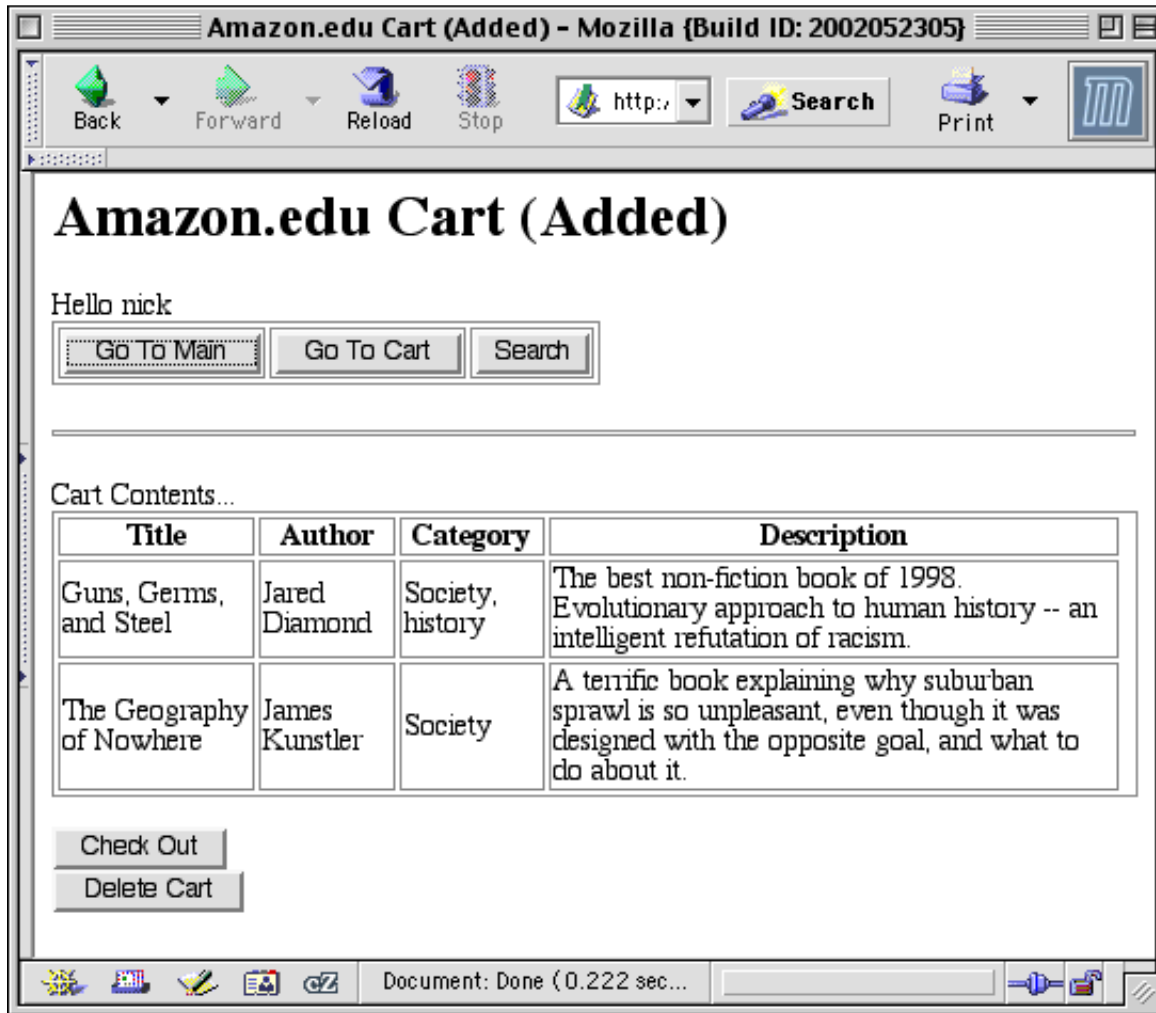 Amazon.edu Cart (Added) - Mozilla {Build ID: 2002052305}
Back Forward Reload Stop http:/ Search Print
Amazon.edu Cart (Added)
Hello nick
Go To Main Go To Cart Search
Cart Contents...
Title Author Category Description
Guns, Germs, and Steel
Jared Diamond
Society, history
The best non-fiction book of 1998.
Evolutionary approach to human history -- an
intelligent refutation of racism.
The Geography of Nowhere
James Kunstler
Society
A terrific book explaining why suburban
sprawl is so unpleasant, even though it was
designed with the opposite goal, and what to
do about it.
Check Out
Delete Cart
Document: Done (0.222 sec...